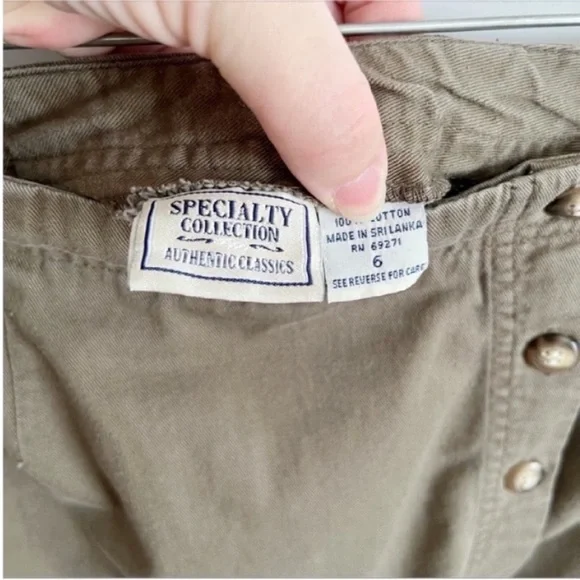 SPECIALTY
COLLECTION
AUTHENTIC CLASSICS
100% COTTON
MADE IN SRI LANKA
RN 69271
6
SEE REVERSE FOR CARE